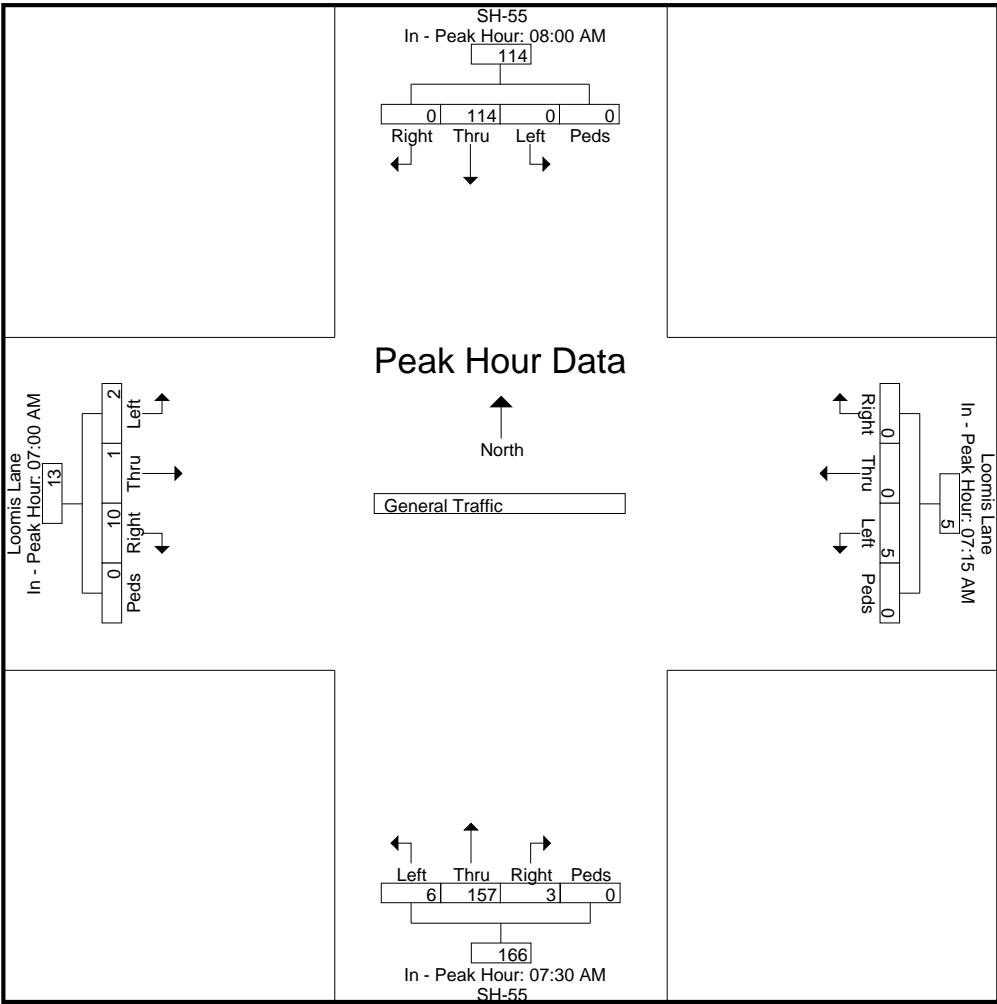 SH-55
In - Peak Hour: 08:00 AM
114
0 114 0 0
Right Thru Left Peds
Peak Hour Data
North
General Traffic
Loomis Lane
In - Peak Hour: 07:00 AM
13
2 1 10 0
Left Thru Right Peds
Loomis Lane
In - Peak Hour: 07:15 AM
5
0 0 5 0
Right Thru Left Peds
Left Thru Right Peds
6 157 3 0
166
In - Peak Hour: 07:30 AM
SH-55